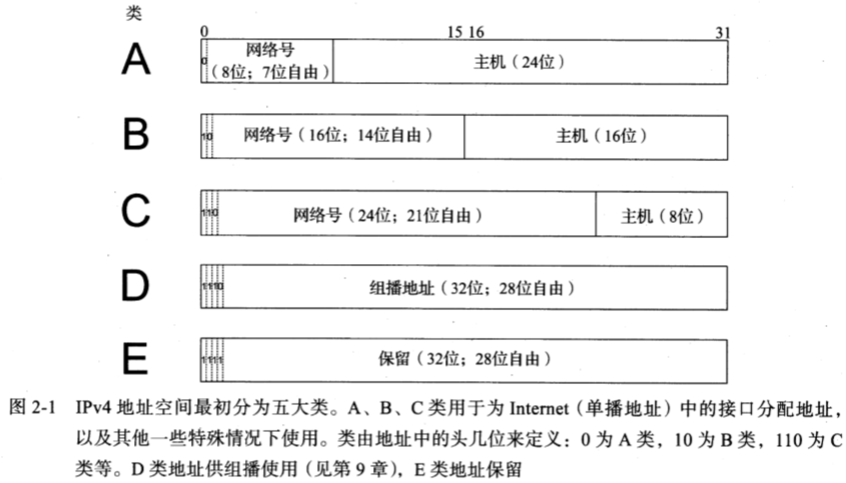 类
0 15 16 31
A 0 网络号 主机（24位）
（8位；7位自由）
B 10 网络号（16位；14位自由） 主机（16位）
C 110 网络号（24位；21位自由） 主机（8位）
D 1110 组播地址（32位；28位自由）
E 1111 保留（32位；28位自由）
图 2-1 IPv4 地址空间最初分为五大类。A、B、C 类用于为 Internet（单播地址）中的接口分配地址，
以及其他一些特殊情况下使用。类由地址中的头几位来定义：0 为 A 类，10 为 B 类，110 为 C
类等。D 类地址供组播使用（见第 9 章），E 类地址保留